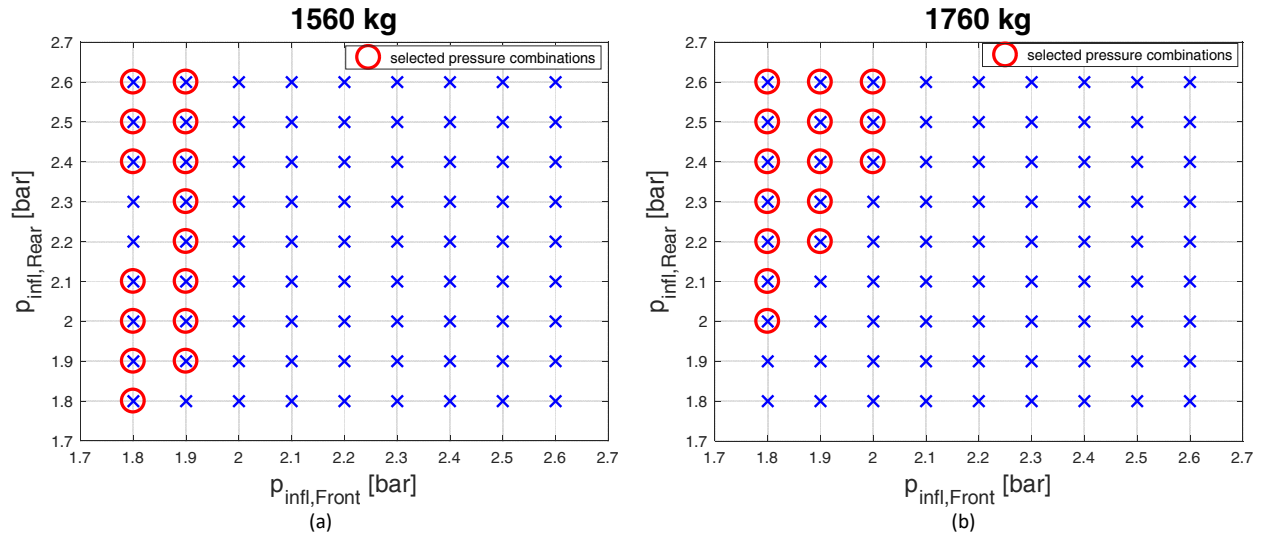 1560 kg
selected pressure combinations
2.7
2.6
2.5
2.4
2.3
2.2
2.1
2
1.9
1.8
1.7
p_infl,Rear [bar]
1.7 1.8 1.9 2 2.1 2.2 2.3 2.4 2.5 2.6 2.7
p_infl,Front [bar]
(a)
1760 kg
selected pressure combinations
2.7
2.6
2.5
2.4
2.3
2.2
2.1
2
1.9
1.8
1.7
p_infl,Rear [bar]
1.7 1.8 1.9 2 2.1 2.2 2.3 2.4 2.5 2.6 2.7
p_infl,Front [bar]
(b)